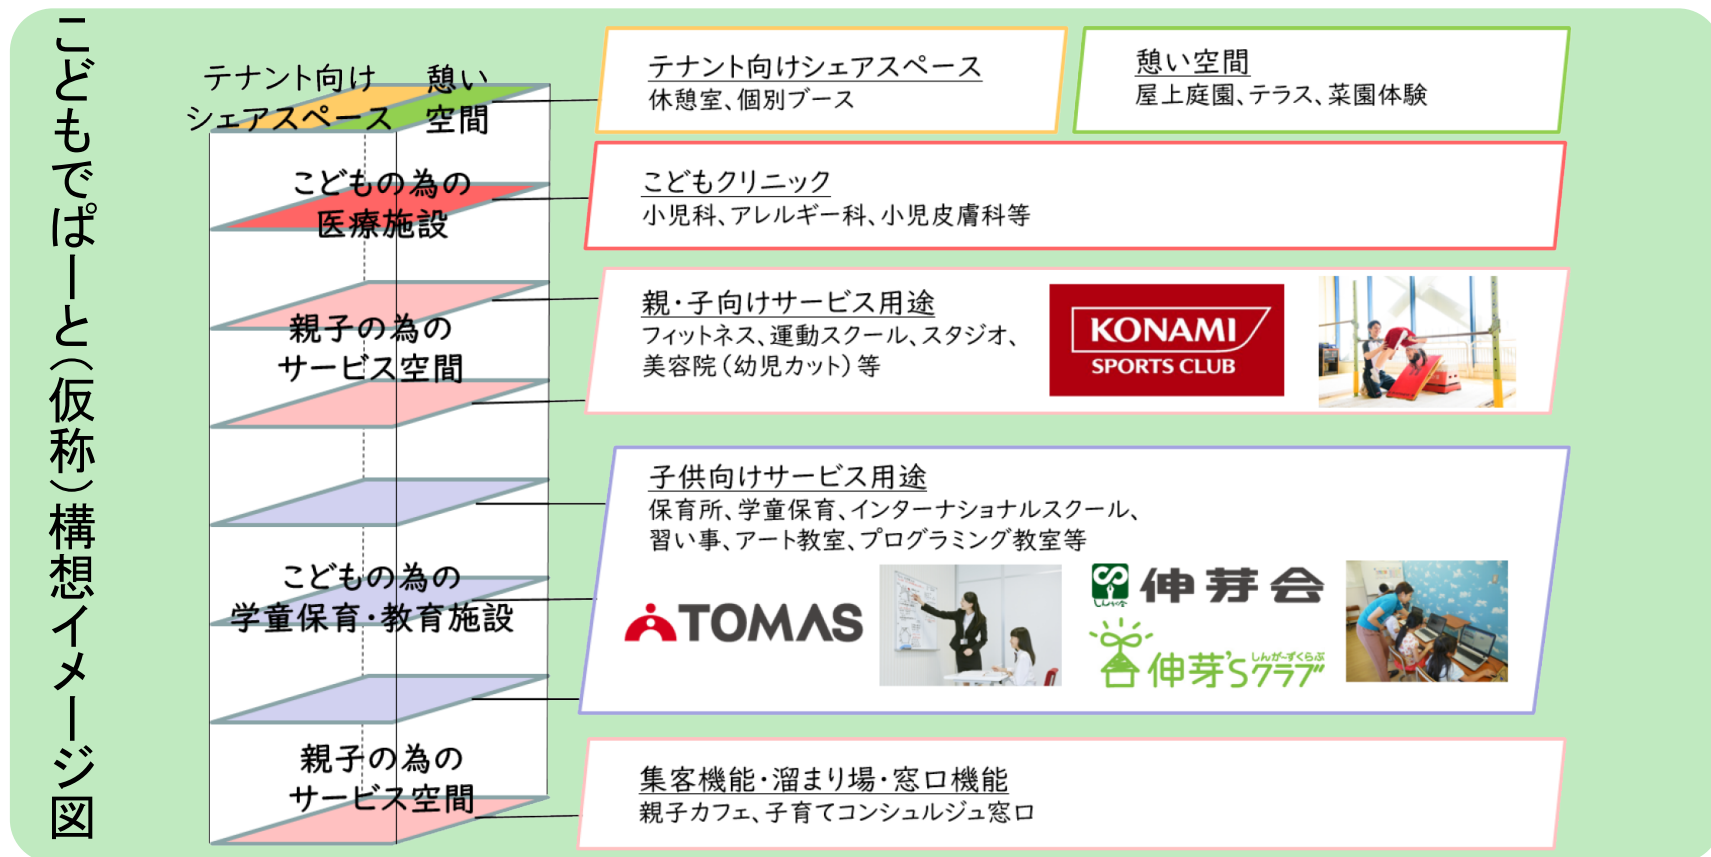 こどもでぱーと（仮称）構想イメージ図
テナント向け
シェアスペース
憩い
空間
こどもの為の
医療施設
親子の為の
サービス空間
こどもの為の
学童保育・教育施設
親子の為の
サービス空間
テナント向けシェアスペース
休憩室、個別ブース
憩い空間
屋上庭園、テラス、菜園体験
こどもクリニック
小児科、アレルギー科、小児皮膚科等
親・子向けサービス用途
フィットネス、運動スクール、スタジオ、
美容院（幼児カット）等
KONAMI
SPORTS CLUB
子供向けサービス用途
保育所、学童保育、インターナショナルスクール、
習い事、アート教室、プログラミング教室等
TOMAS
しんが会
伸芽会
しんが〜ずくらぶ
伸芽'Sクラブ
集客機能・溜まり場・窓口機能
親子カフェ、子育てコンシュルジュ窓口